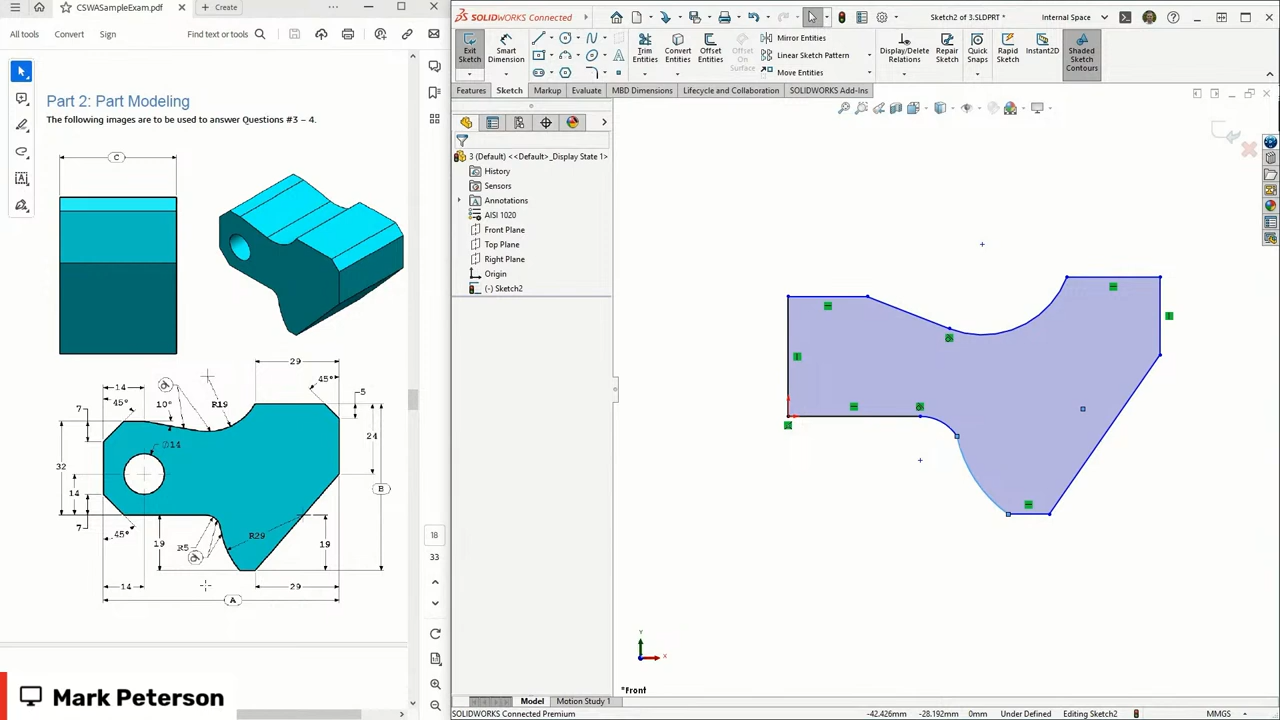 CSWASampleExam.pdf
Create
SOLIDWORKS Connected
Sketch2 of 3.SLDPRT
Internal Space
All tools
Convert
Sign
Find text or tools
Exit Sketch
Smart Dimension
Trim Entities
Convert Entities
Offset Entities
Offset On Surface
Mirror Entities
Linear Sketch Pattern
Move Entities
Display/Delete Relations
Repair Sketch
Quick Snaps
Rapid Sketch
Instant2D
Shaded Sketch Contours
Features
Sketch
Markup
Evaluate
MBD Dimensions
Lifecycle and Collaboration
SOLIDWORKS Add-Ins
Part 2: Part Modeling
The following images are to be used to answer Questions #3 – 4.
C
3 (Default) <<Default>_Display State 1>
History
Sensors
Annotations
AISI 1020
Front Plane
Top Plane
Right Plane
Origin
(-) Sketch2
29
14
45°
5
7
45°
10°
R19
∅14
24
32
14
B
7
45°
19
R5
R29
19
14
29
A
18
33
Y
X
*Front
Mark Peterson
Model
Motion Study 1
SOLIDWORKS Connected Premium
-42.426mm
-28.192mm
0mm
Under Defined
Editing Sketch2
MMGS